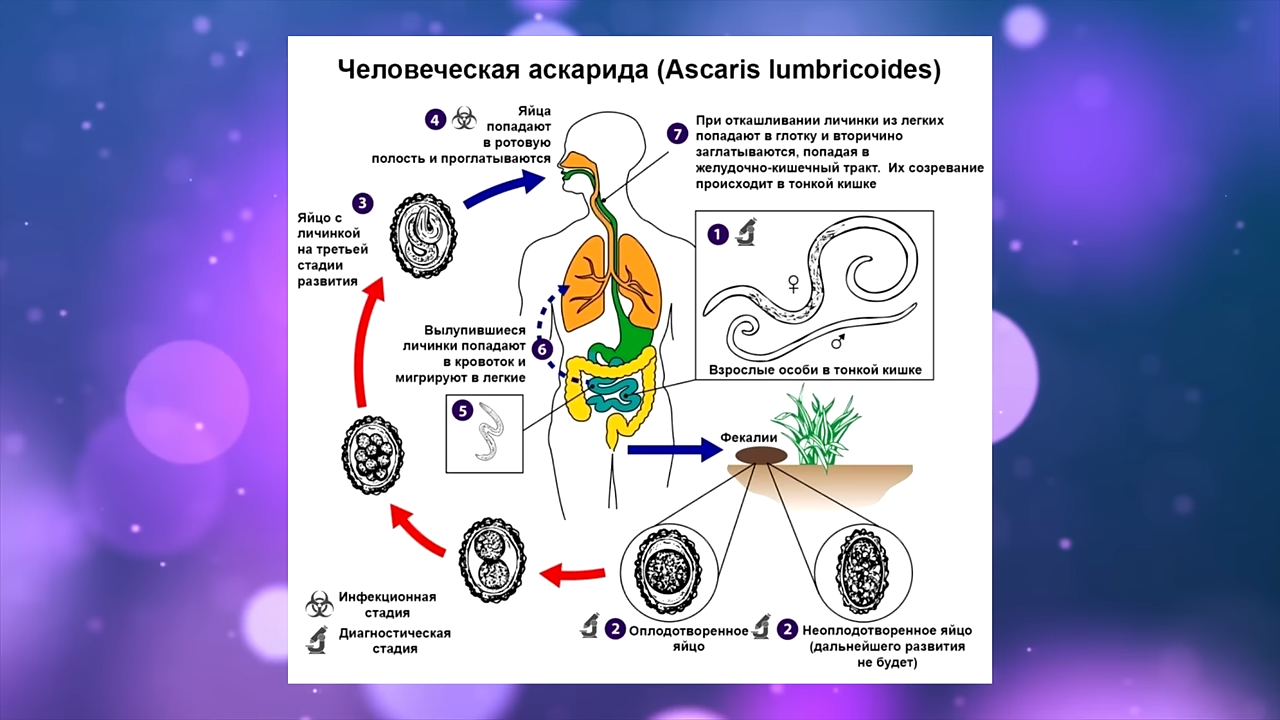 Человеческая аскарида (Ascaris lumbricoides)
4
Яйца
попадают
в ротовую
полость и проглатываются
7
При откашливании личинки из легких
попадают в глотку и вторично
заглатываются, попадая в
желудочно-кишечный тракт. Их созревание
происходит в тонкой кишке
3
Яйцо с
личинкой
на третьей
стадии
развития
1
♀
♂
Взрослые особи в тонкой кишке
Вылупившиеся
личинки попадают
в кровоток и
мигрируют в легкие
6
5
Фекалии
2 Оплодотворенное
яйцо
2 Неоплодотворенное яйцо
(дальнейшего развития
не будет)
Инфекционная
стадия
Диагностическая
стадия